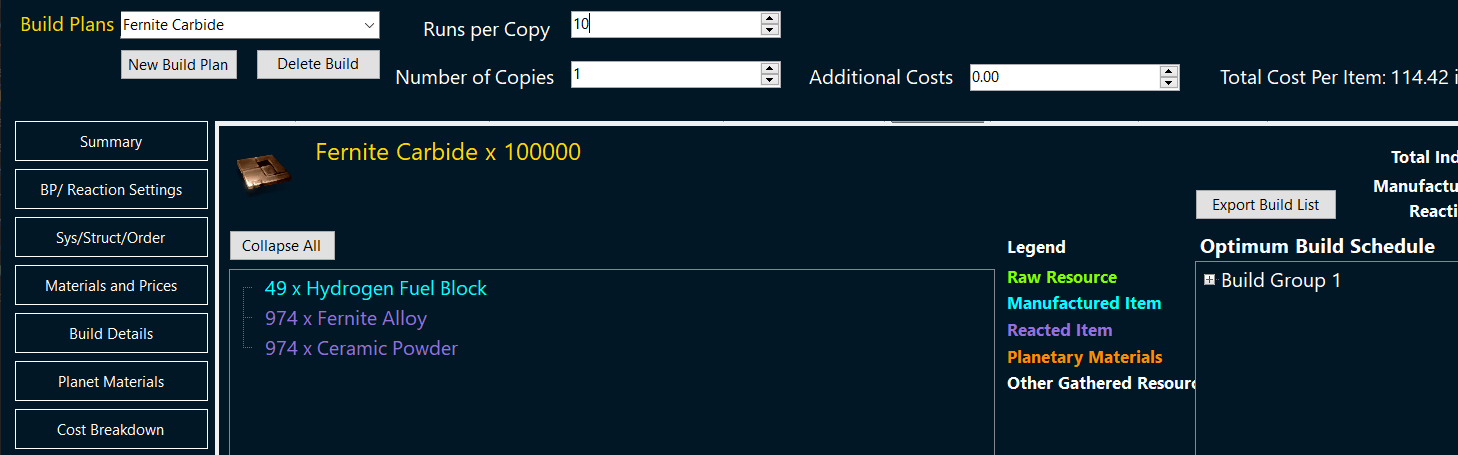 Build Plans Fernite Carbide Runs per Copy 10
New Build Plan Delete Build Number of Copies 1 Additional Costs 0.00 Total Cost Per Item: 114.42 i
Summary
BP/ Reaction Settings
Sys/Struct/Order
Materials and Prices
Build Details
Planet Materials
Cost Breakdown
Fernite Carbide x 100000
Total Ind
Manufactu
Reacti
Export Build List
Collapse All
49 x Hydrogen Fuel Block
974 x Fernite Alloy
974 x Ceramic Powder
Legend
Raw Resource
Manufactured Item
Reacted Item
Planetary Materials
Other Gathered Resourc
Optimum Build Schedule
Build Group 1